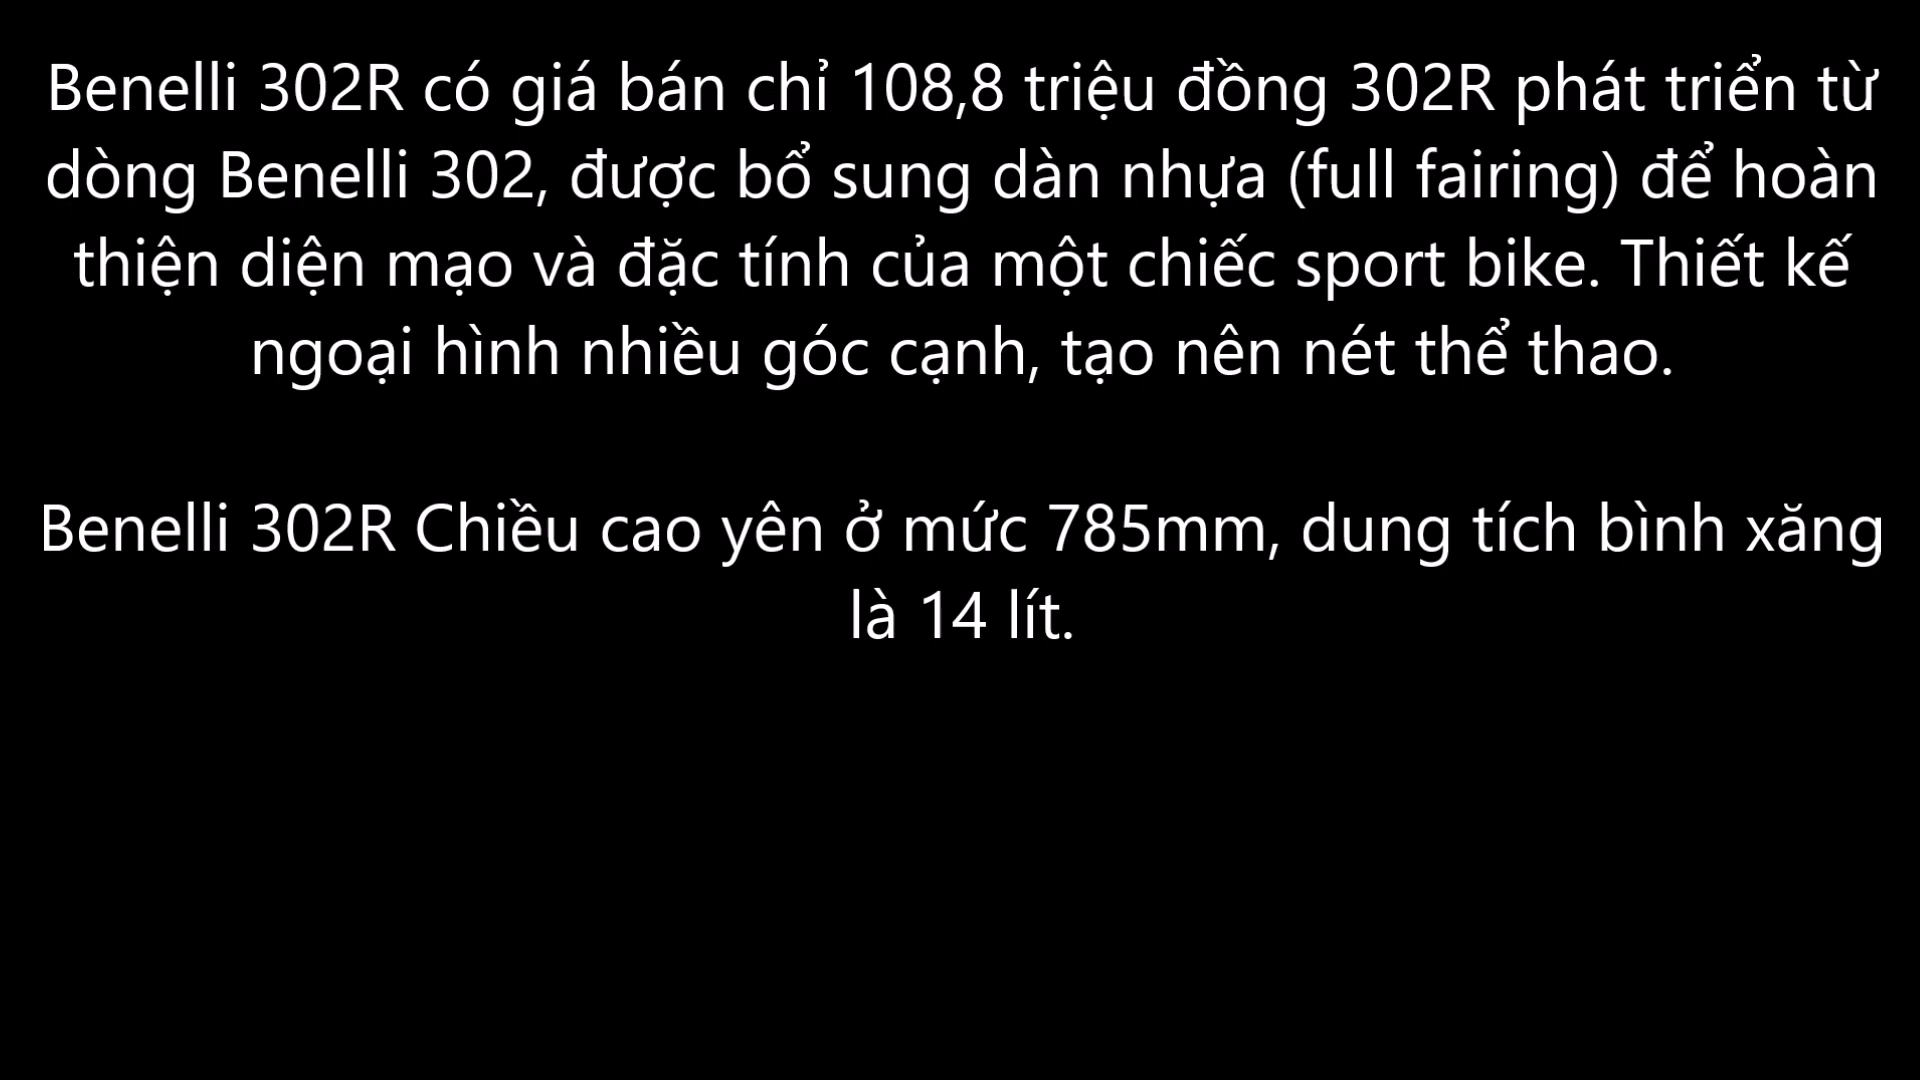 Benelli 302R có giá bán chỉ 108,8 triệu đồng 302R phát triển từ
dòng Benelli 302, được bổ sung dàn nhựa (full fairing) để hoàn
thiện diện mạo và đặc tính của một chiếc sport bike. Thiết kế
ngoại hình nhiều góc cạnh, tạo nên nét thể thao.
Benelli 302R Chiều cao yên ở mức 785mm, dung tích bình xăng
là 14 lít.